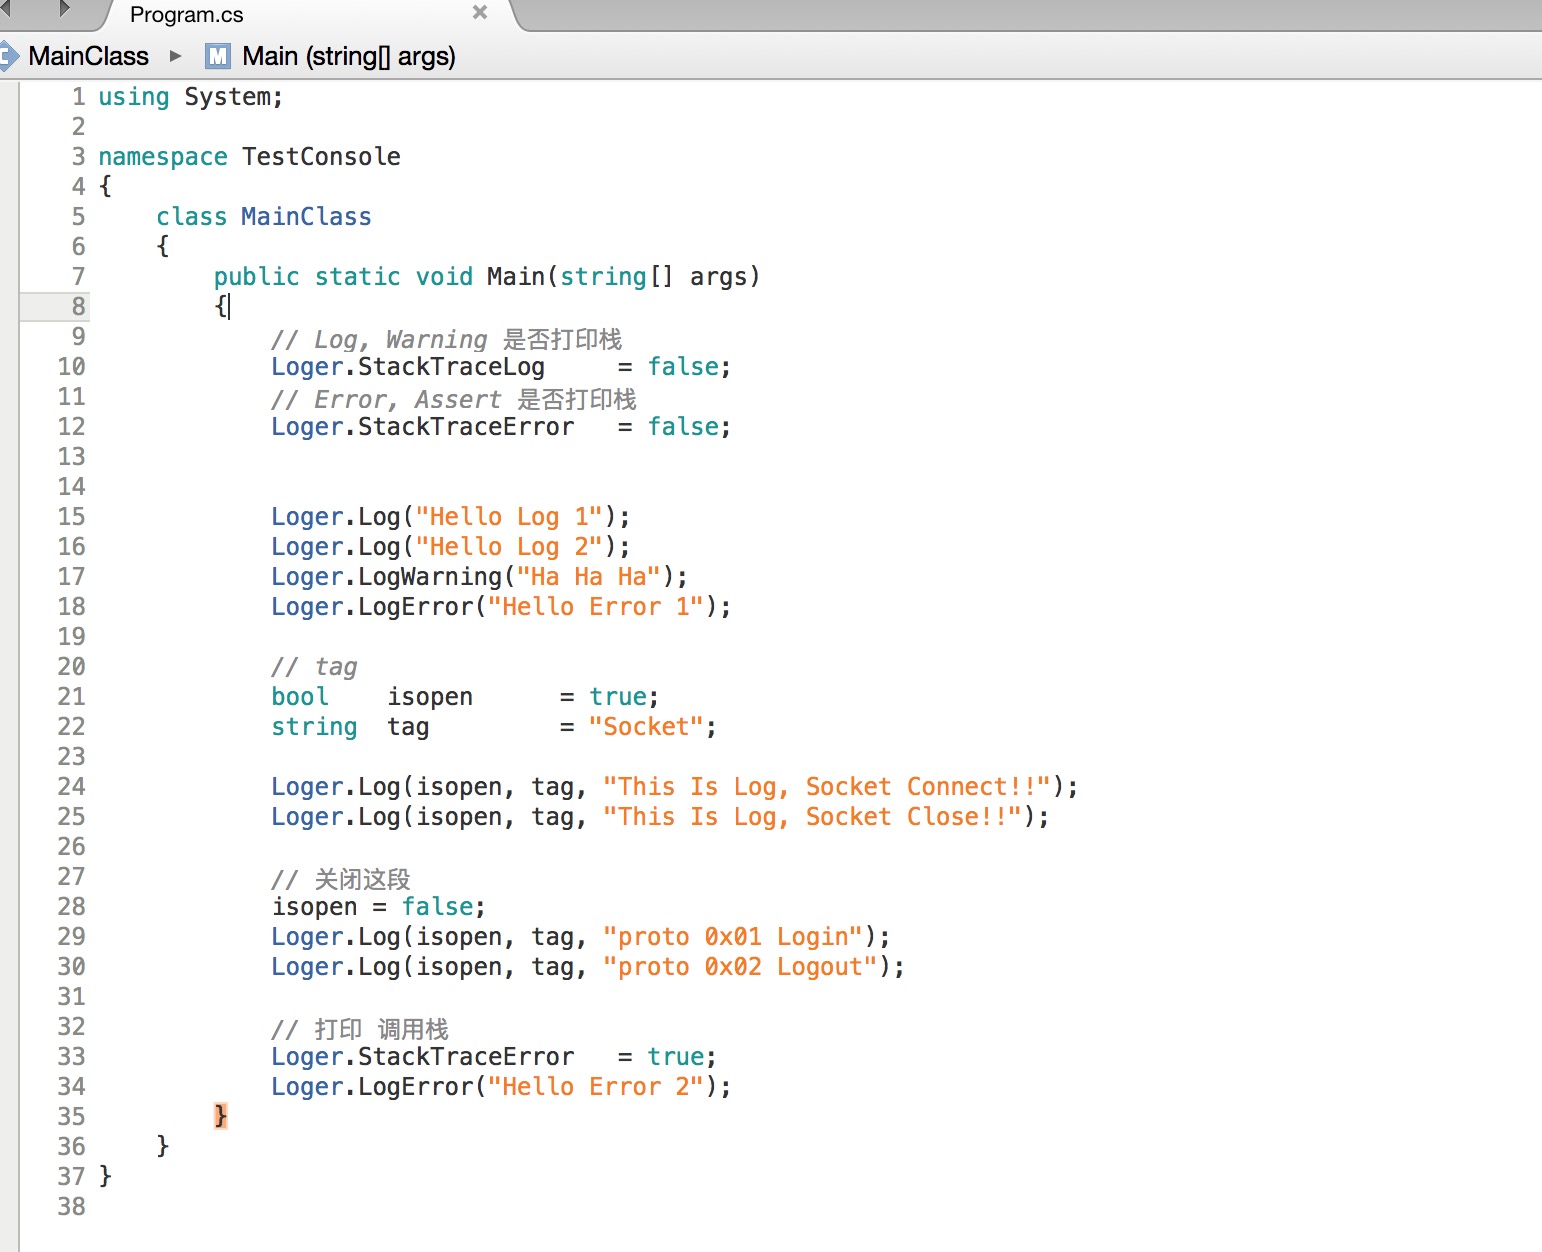 Program.cs
MainClass ▸ M Main (string[] args)
1 using System;
2
3 namespace TestConsole
4 {
5     class MainClass
6     {
7         public static void Main(string[] args)
8         {
9             // Log, Warning 是否打印栈
10             Loger.StackTraceLog     = false;
11             // Error, Assert 是否打印栈
12             Loger.StackTraceError   = false;
13
14
15             Loger.Log("Hello Log 1");
16             Loger.Log("Hello Log 2");
17             Loger.LogWarning("Ha Ha Ha");
18             Loger.LogError("Hello Error 1");
19
20             // tag
21             bool    isopen      = true;
22             string  tag         = "Socket";
23
24             Loger.Log(isopen, tag, "This Is Log, Socket Connect!!");
25             Loger.Log(isopen, tag, "This Is Log, Socket Close!!");
26
27             // 关闭这段
28             isopen = false;
29             Loger.Log(isopen, tag, "proto 0x01 Login");
30             Loger.Log(isopen, tag, "proto 0x02 Logout");
31
32             // 打印 调用栈
33             Loger.StackTraceError   = true;
34             Loger.LogError("Hello Error 2");
35         }
36     }
37 }
38